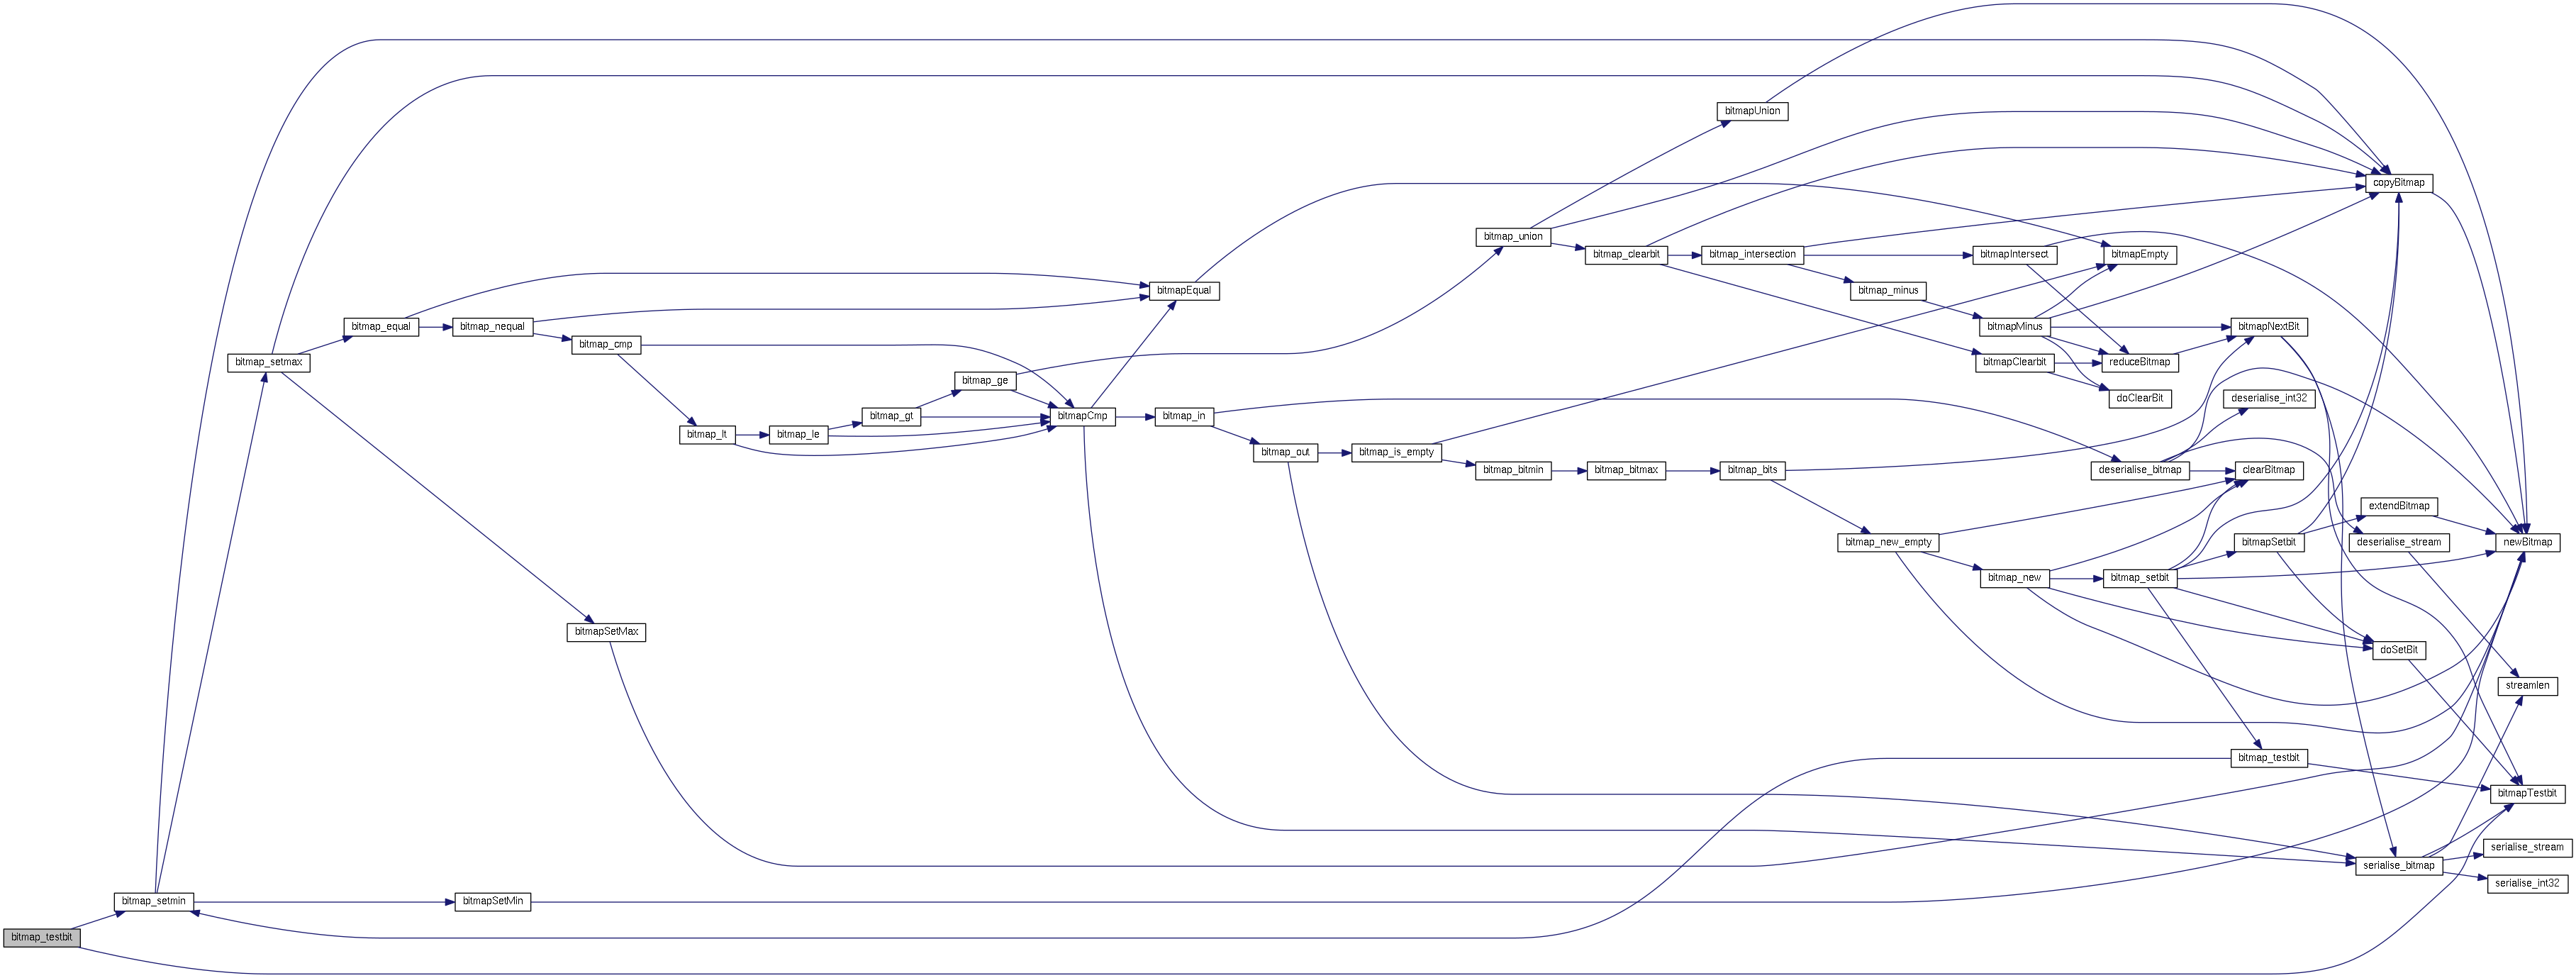 bitmapUnion
copyBitmap
bitmap_union
bitmap_clearbit
bitmap_intersection
bitmapIntersect
bitmapEmpty
bitmapEqual
bitmap_minus
bitmap_equal
bitmap_nequal
bitmapMinus
bitmapNextBit
bitmap_cmp
bitmap_setmax
bitmapClearbit
reduceBitmap
bitmap_ge
doClearBit
deserialise_int32
bitmap_gt
bitmapCmp
bitmap_in
bitmap_lt
bitmap_le
bitmap_out
bitmap_is_empty
bitmap_bitmin
bitmap_bitmax
bitmap_bits
deserialise_bitmap
clearBitmap
extendBitmap
bitmap_new_empty
bitmapSetbit
deserialise_stream
newBitmap
bitmap_new
bitmap_setbit
bitmapSetMax
doSetBit
streamlen
bitmap_testbit
bitmapTestbit
serialise_stream
serialise_bitmap
serialise_int32
bitmap_setmin
bitmapSetMin
bitmap_testbit